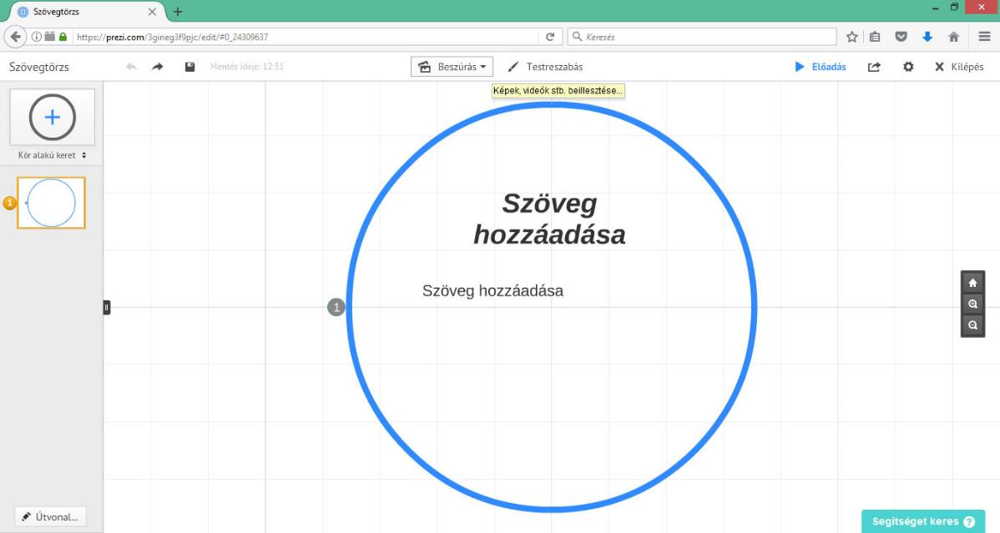 Szövegtörzs
https://prezi.com/3gineg3f9pjc/edit/#0_24309637
Keresés
Szövegtörzs
Mentés ideje: 12:31
Beszúrás
Testreszabás
Előadás
Kilépés
Képek, videók stb. beillesztése...
Kör alakú keret
1
Szöveg
hozzáadása
Szöveg hozzáadása
1
Útvonal...
Segítséget keres ?